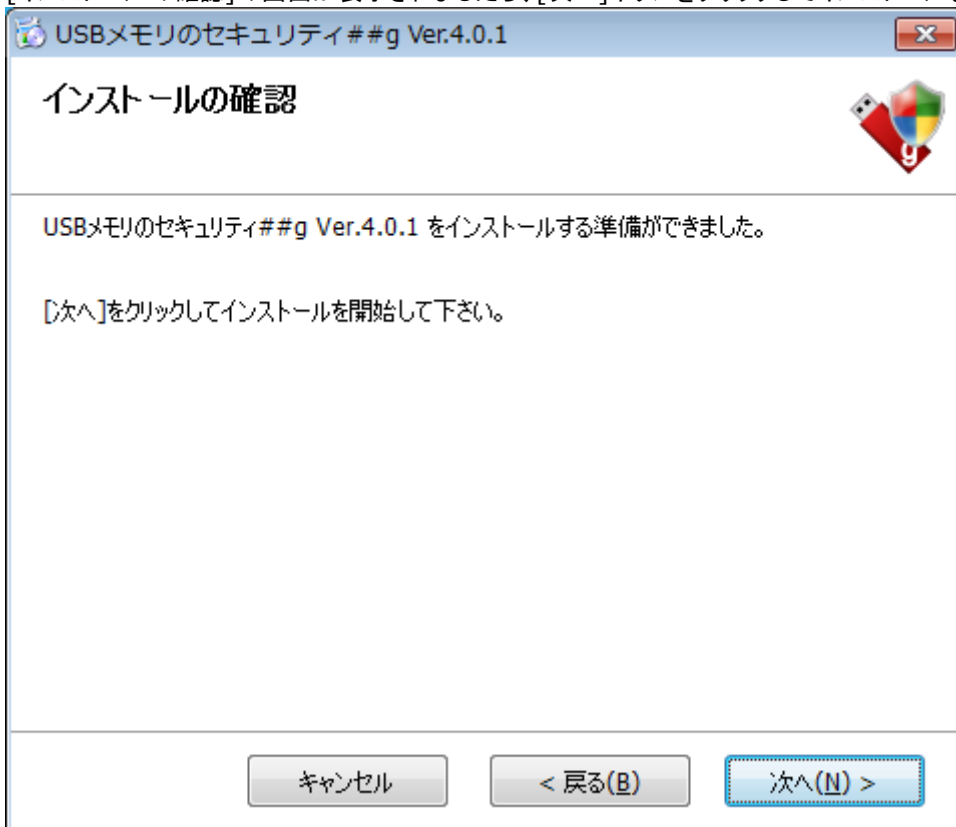 USBメモリのセキュリティ##g Ver.4.0.1
インストールの確認
g
USBメモリのセキュリティ##g Ver.4.0.1 をインストールする準備ができました。
[次へ]をクリックしてインストールを開始して下さい。
キャンセル
< 戻る(B)
次へ(N) >